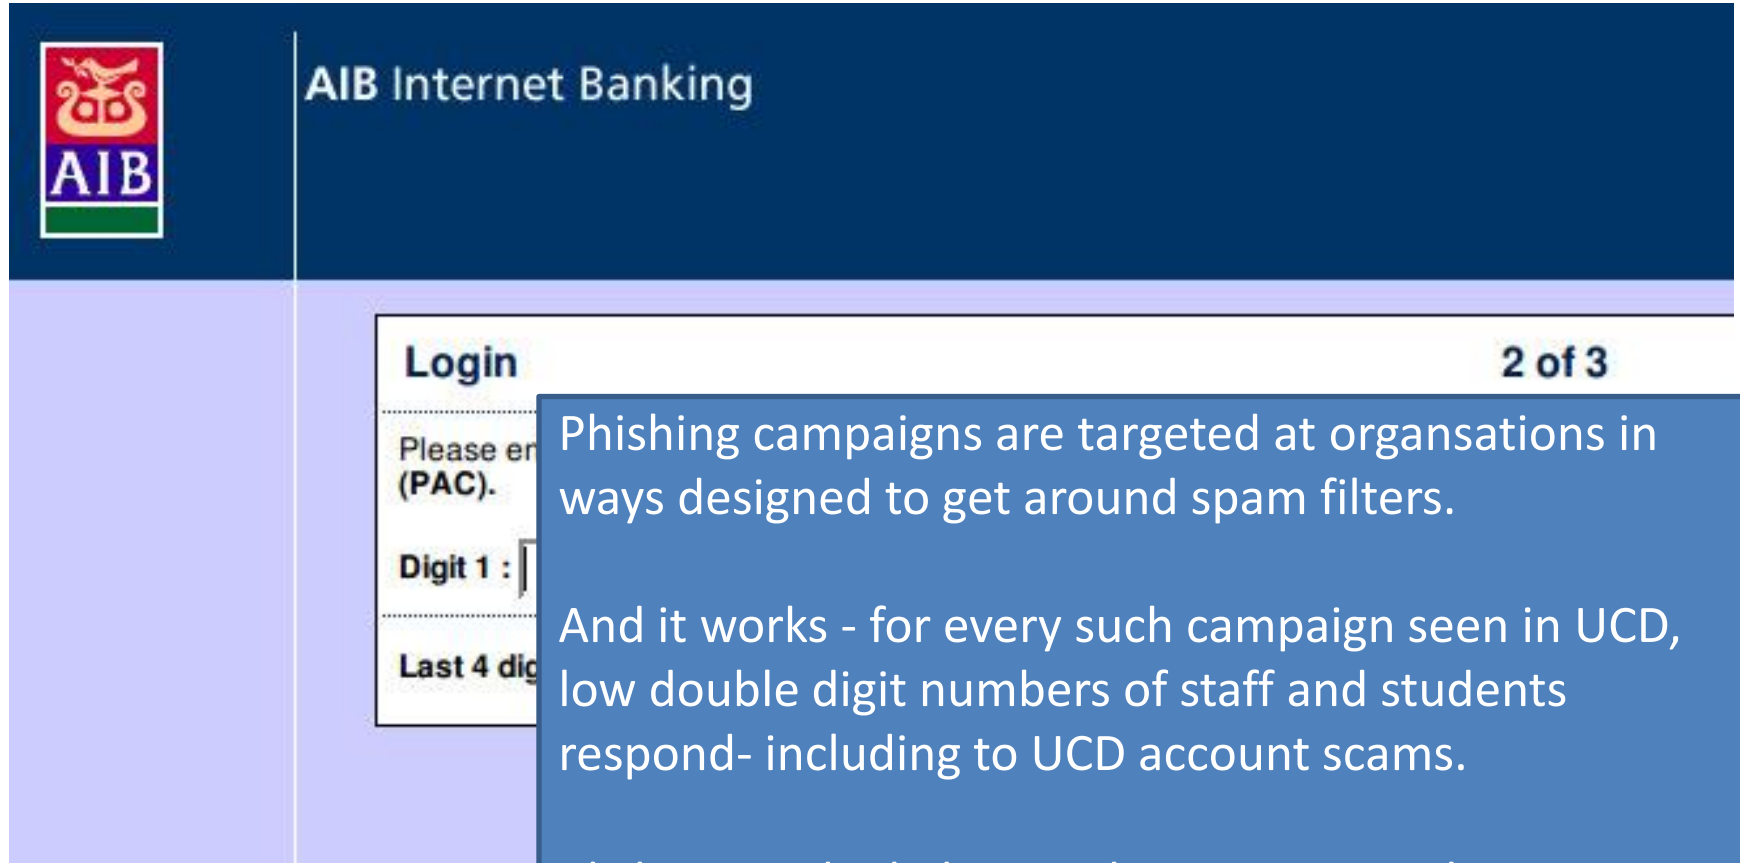 AIB
AIB Internet Banking
Login 2 of 3
Please en
(PAC).
Digit 1 :
Last 4 dig
Phishing campaigns are targeted at organsations in
ways designed to get around spam filters.
And it works - for every such campaign seen in UCD,
low double digit numbers of staff and students
respond- including to UCD account scams.